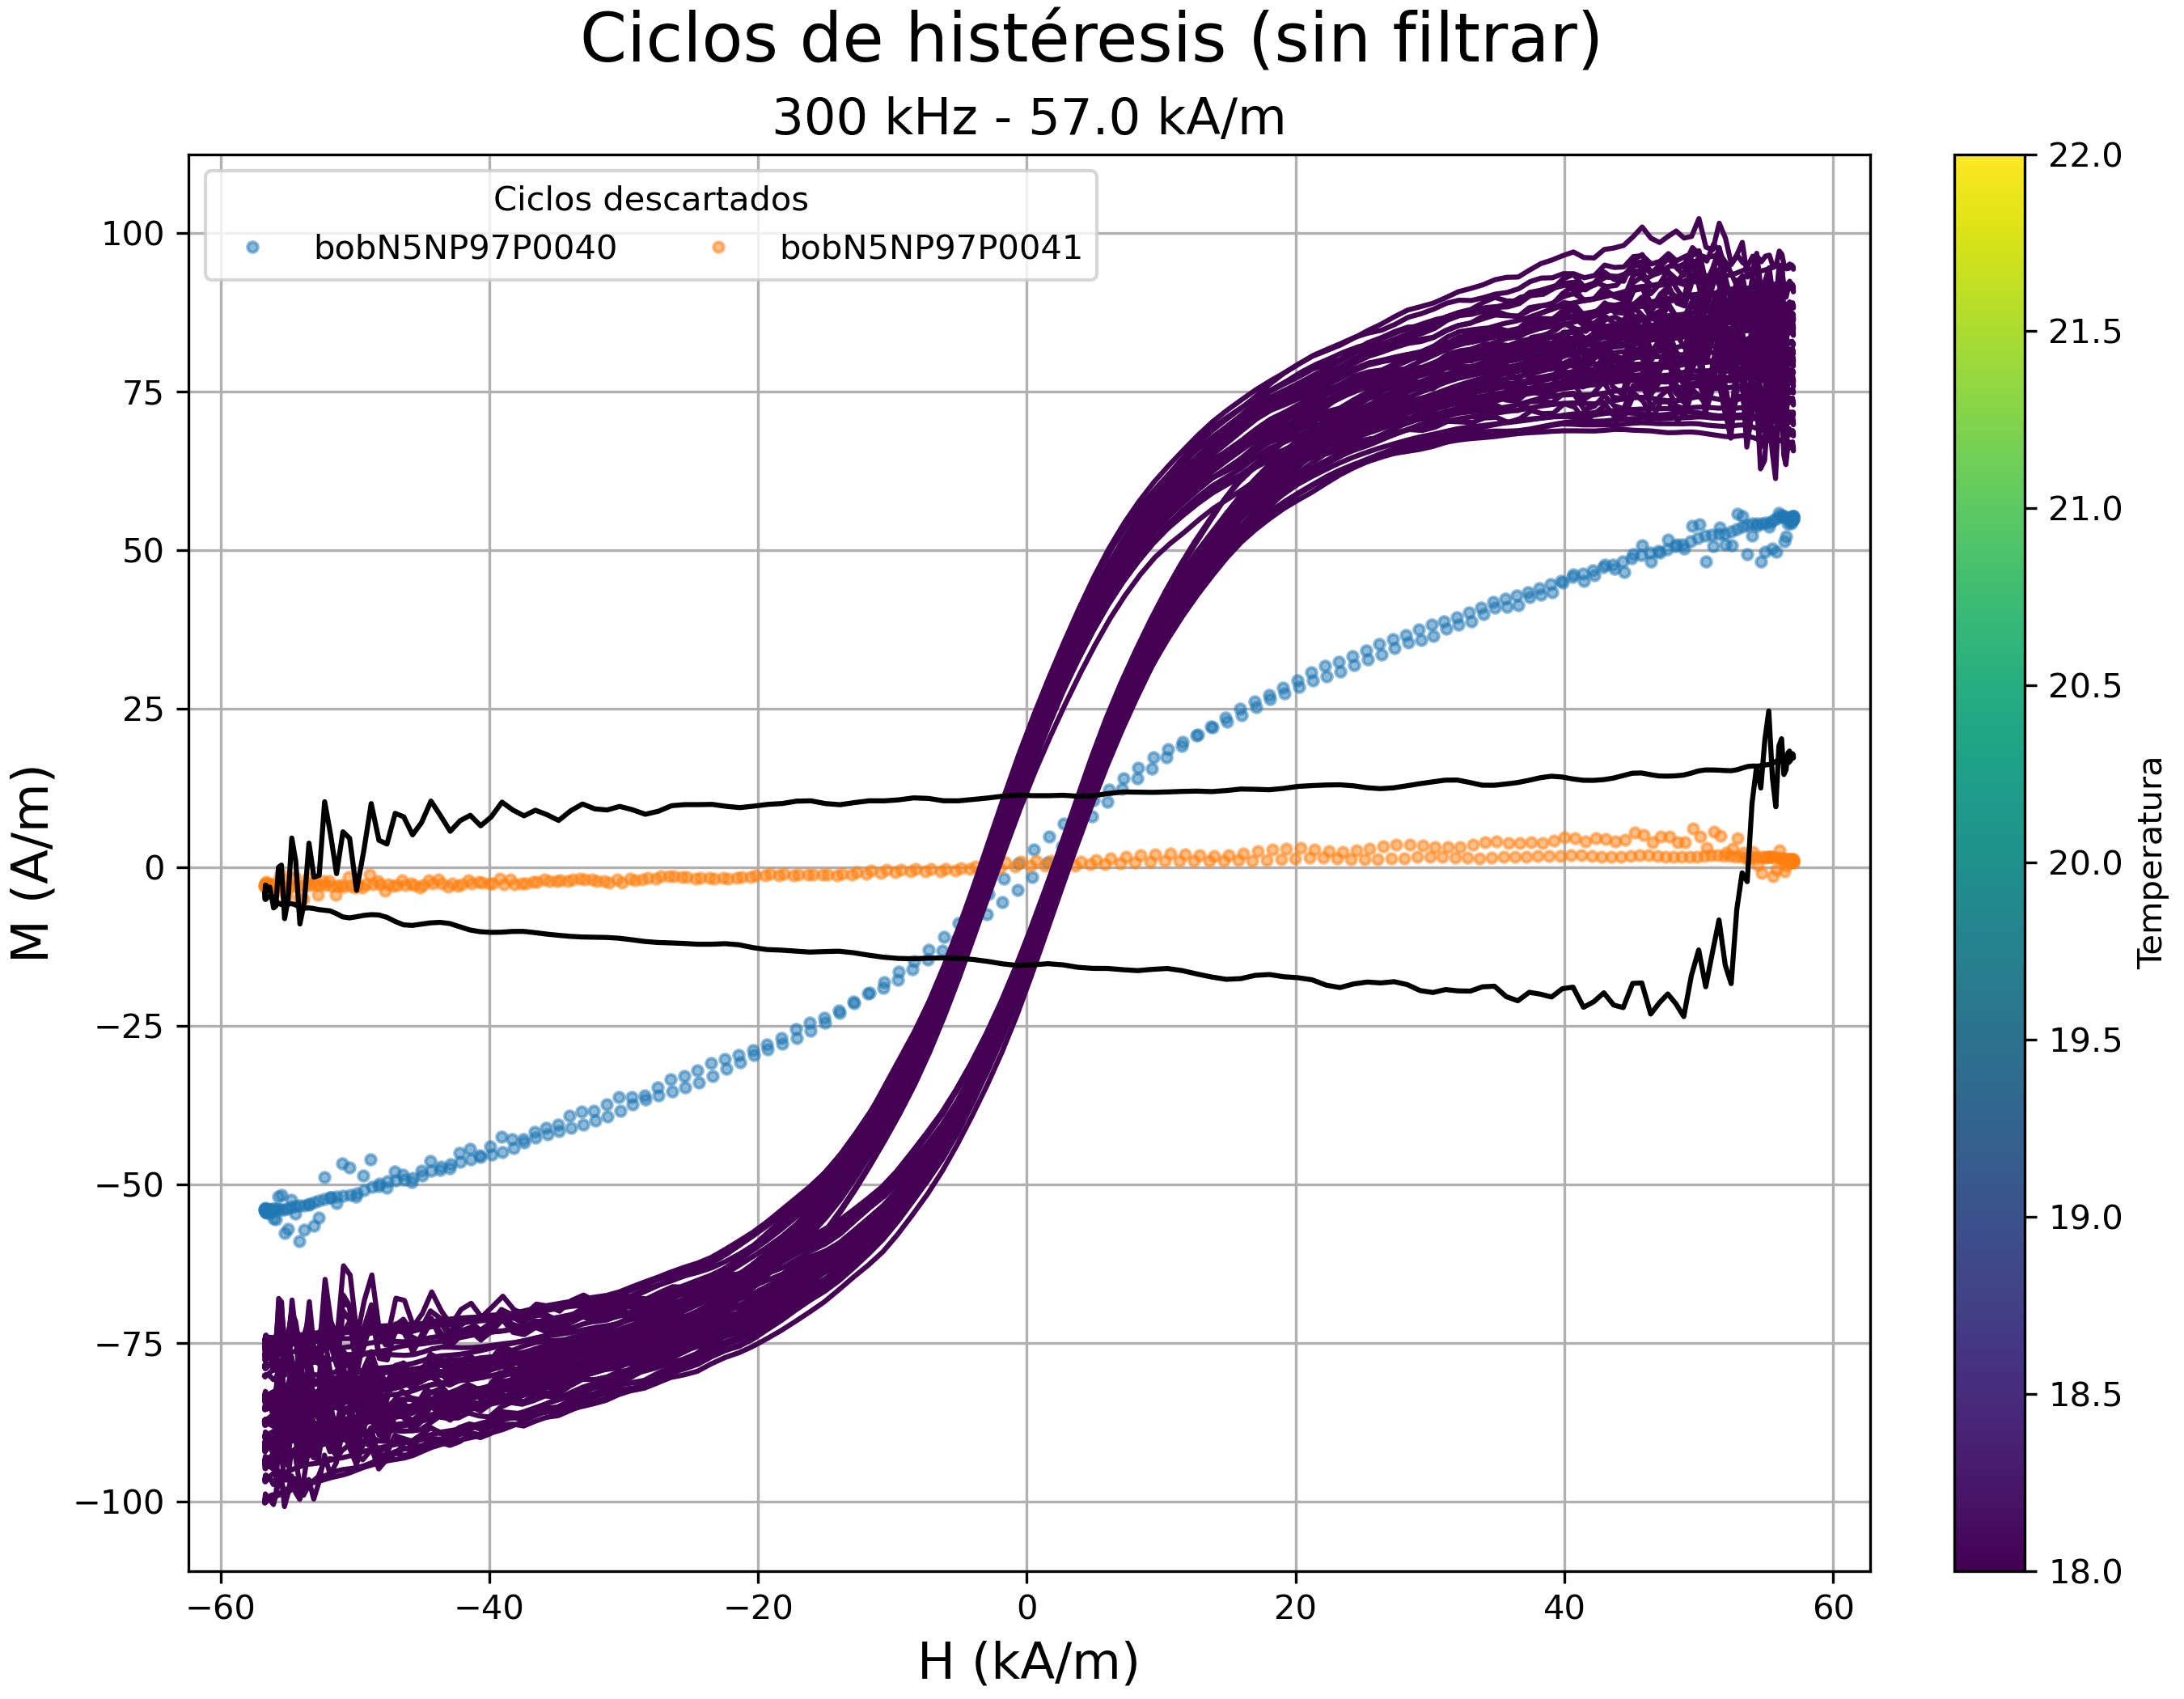 Ciclos de histéresis (sin filtrar)
300 kHz - 57.0 kA/m
Ciclos descartados
bobN5NP97P0040 bobN5NP97P0041
100
75
50
25
0
−25
−50
−75
−100
M (A/m)
−60 −40 −20 0 20 40 60
H (kA/m)
22.0
21.5
21.0
20.5
20.0
19.5
19.0
18.5
18.0
Temperatura